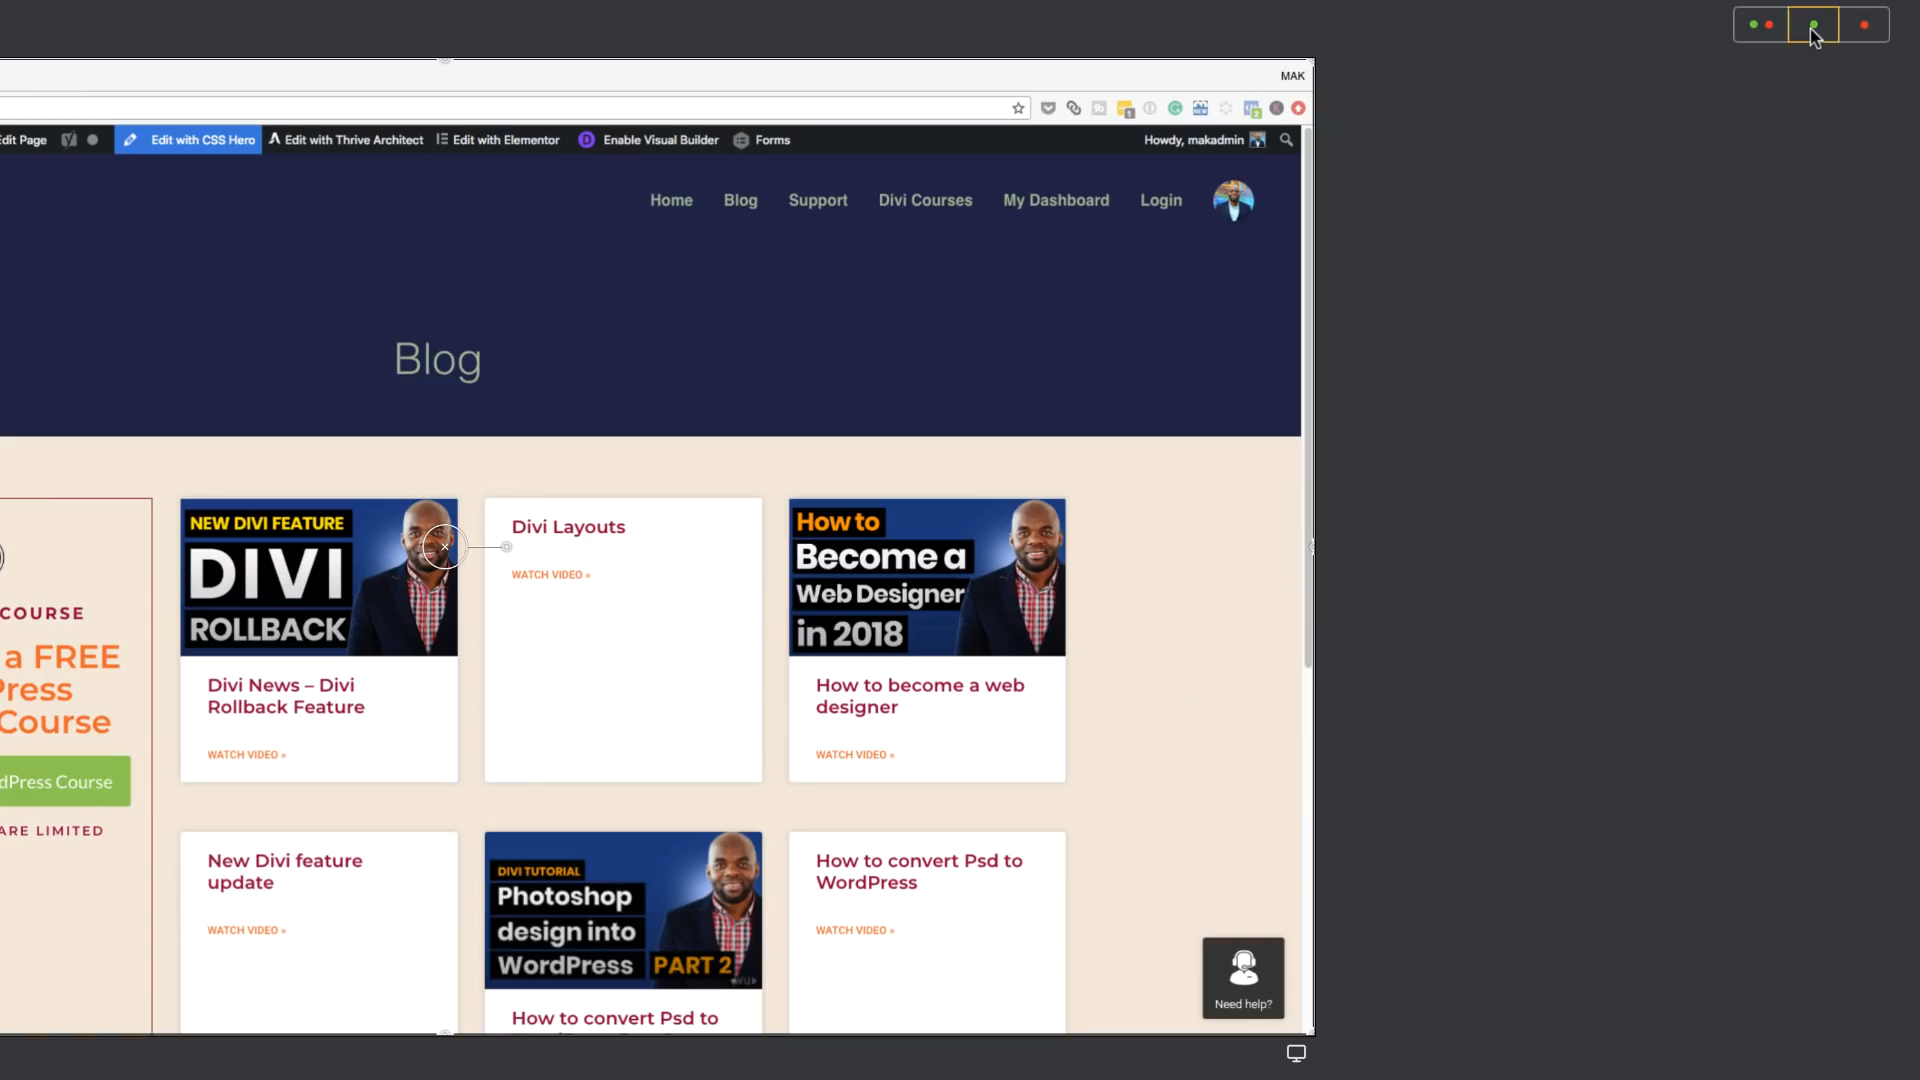 MAK
Edit Page
Edit with CSS Hero
Edit with Thrive Architect
Edit with Elementor
Enable Visual Builder
Forms
Howdy, makadmin
Home
Blog
Support
Divi Courses
My Dashboard
Login
Blog
COURSE
a FREE
Press
Course
dPress Course
ARE LIMITED
NEW DIVI FEATURE
DIVI
ROLLBACK
Divi News – Divi
Rollback Feature
WATCH VIDEO »
Divi Layouts
WATCH VIDEO »
How to
Become a
Web Designer
in 2018
How to become a web
designer
WATCH VIDEO »
New Divi feature
update
WATCH VIDEO »
DIVI TUTORIAL
Photoshop
design into
WordPress PART 2
How to convert Psd to
How to convert Psd to
WordPress
WATCH VIDEO »
Need help?